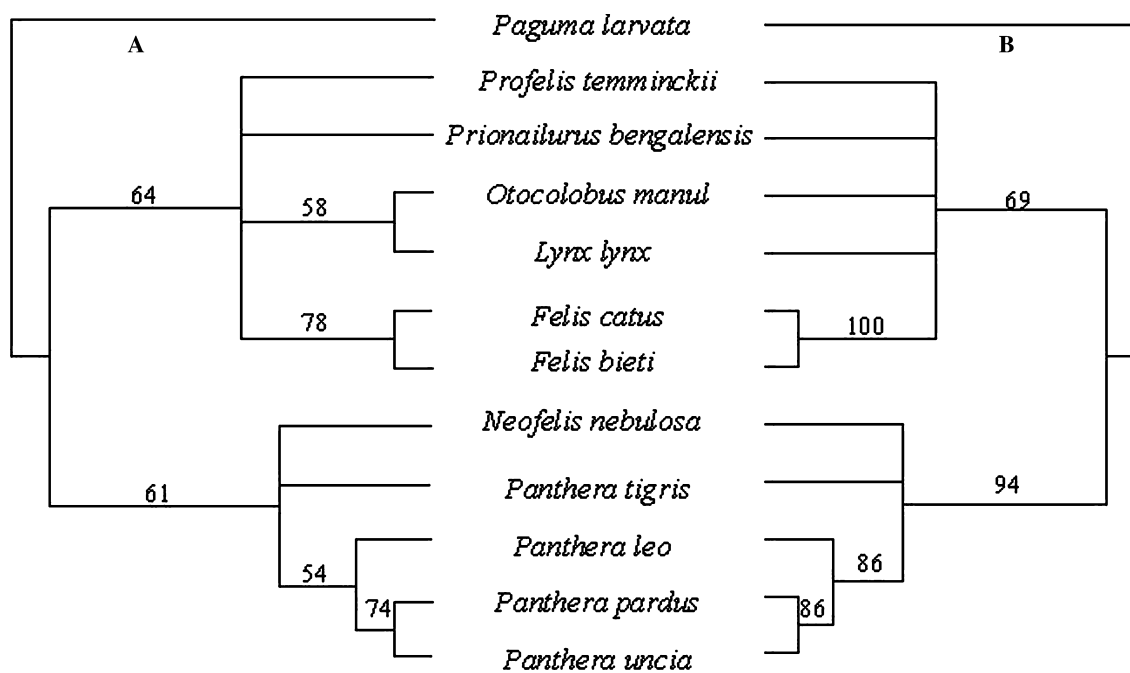 Paguma larvata
A
B
Profelis temminckii
Prionailurus bengalensis
64
58
Otocolobus manul
69
Lynx lynx
78
Felis catus
100
Felis bieti
Neofelis nebulosa
61
Panthera tigris
94
Panthera leo
54
86
74
Panthera pardus
86
Panthera uncia